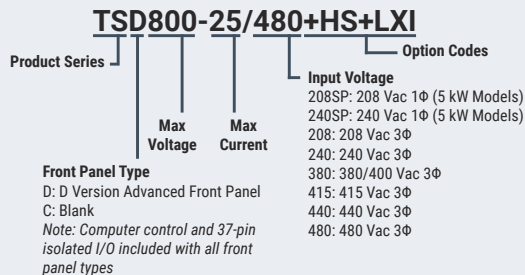 TSD800-25/480+HS+LXI
Product Series
Option Codes
Max
Voltage
Max
Current
Input Voltage
208SP: 208 Vac 1Φ (5 kW Models)
240SP: 240 Vac 1Φ (5 kW Models)
208: 208 Vac 3Φ
240: 240 Vac 3Φ
380: 380/400 Vac 3Φ
415: 415 Vac 3Φ
440: 440 Vac 3Φ
480: 480 Vac 3Φ
Front Panel Type
D: D Version Advanced Front Panel
C: Blank
Note: Computer control and 37-pin
isolated I/O included with all front
panel types